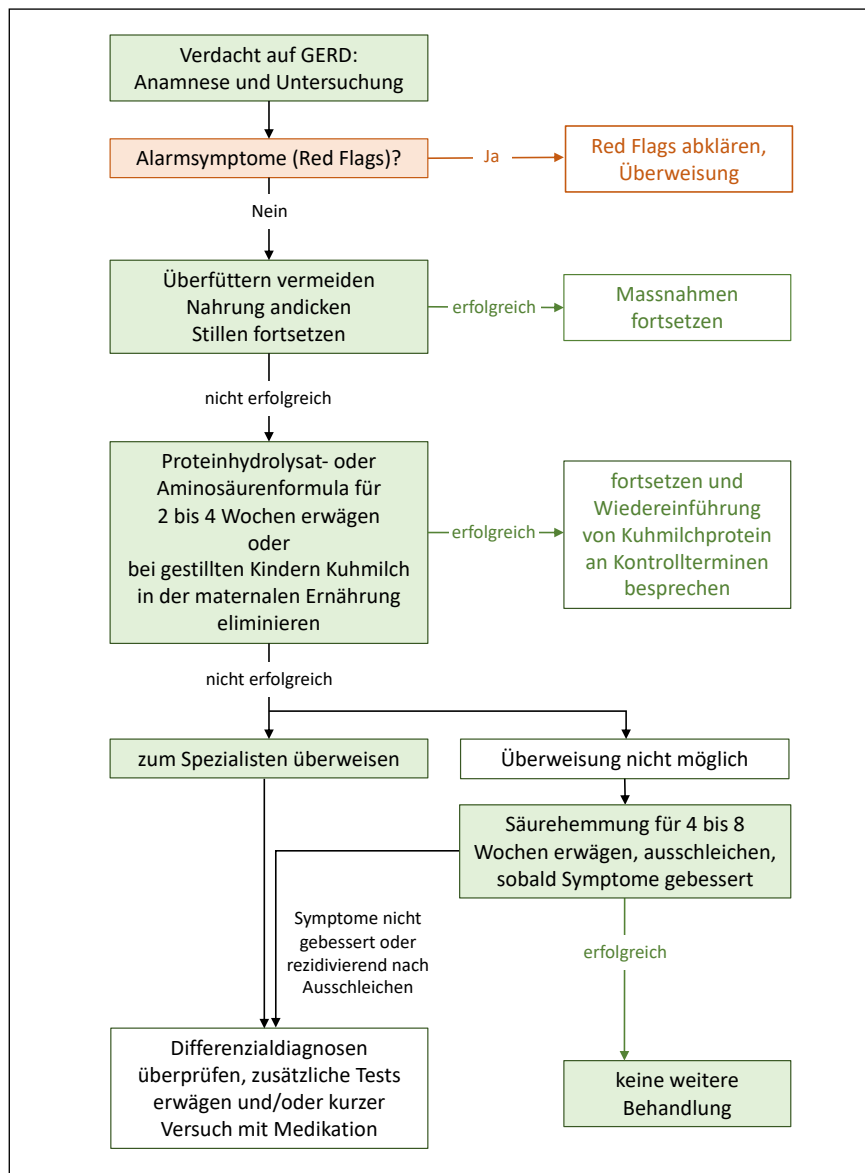 Verdacht auf GERD:
Anamnese und Untersuchung
Alarmsymptome (Red Flags)?
Ja
Red Flags abklären,
Überweisung
Nein
Überfüttern vermeiden
Nahrung andicken
Stillen fortsetzen
erfolgreich
Massnahmen
fortsetzen
nicht erfolgreich
Proteinhydrolysat- oder
Aminosäurenformula für
2 bis 4 Wochen erwägen
oder
bei gestillten Kindern Kuhmilch
in der maternalen Ernährung
eliminieren
erfolgreich
fortsetzen und
Wiedereinführung
von Kuhmilchprotein
an Kontrollterminen
besprechen
nicht erfolgreich
zum Spezialisten überweisen
Überweisung nicht möglich
Säurehemmung für 4 bis 8
Wochen erwägen, ausschleichen,
sobald Symptome gebessert
Symptome nicht
gebessert oder
rezidivierend nach
Ausschleichen
erfolgreich
Differenzialdiagnosen
überprüfen, zusätzliche Tests
erwägen und/oder kurzer
Versuch mit Medikation
keine weitere
Behandlung